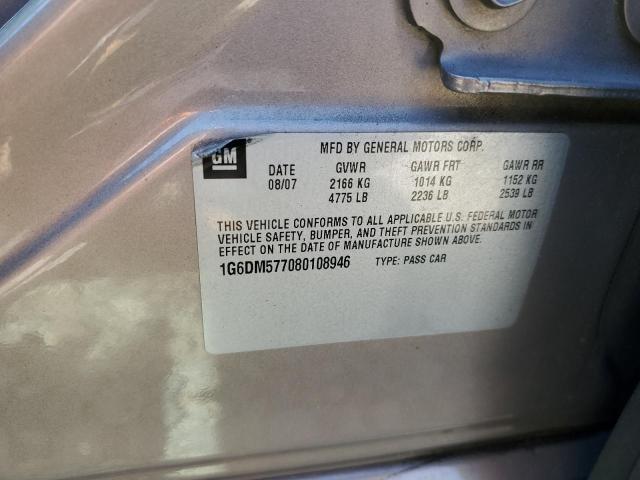 GM
MFD BY GENERAL MOTORS CORP.
DATE GVWR GAWR FRT GAWR RR
08/07 2166 KG 1014 KG 1152 KG
4775 LB 2236 LB 2539 LB
THIS VEHICLE CONFORMS TO ALL APPLICABLE U.S. FEDERAL MOTOR
VEHICLE SAFETY, BUMPER, AND THEFT PREVENTION STANDARDS IN
EFFECT ON THE DATE OF MANUFACTURE SHOWN ABOVE.
1G6DM577080108946 TYPE: PASS CAR